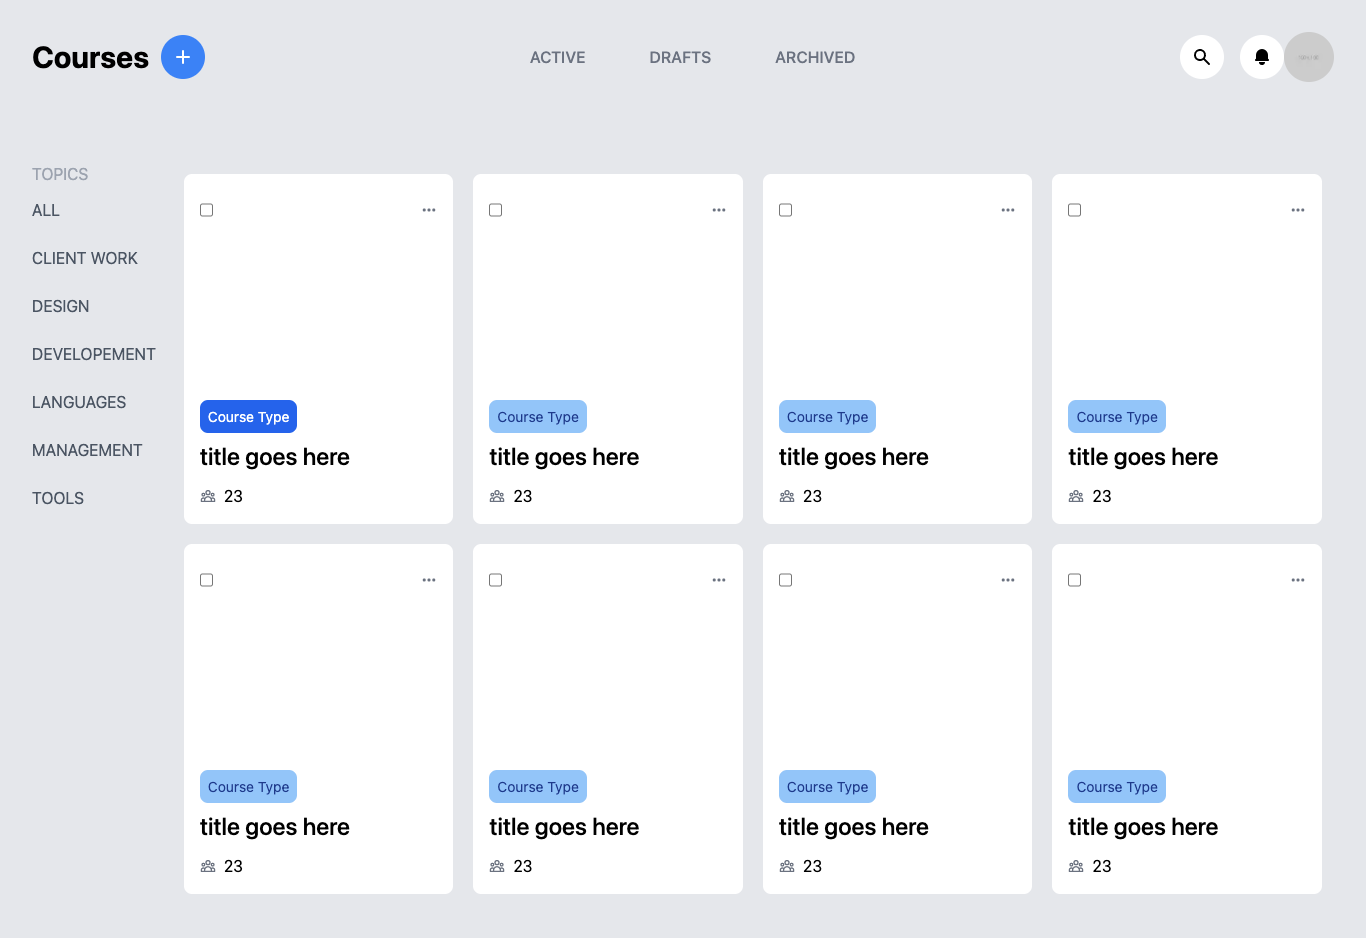 Courses
ACTIVE DRAFTS ARCHIVED
TOPICS
ALL
CLIENT WORK
DESIGN
DEVELOPEMENT
LANGUAGES
MANAGEMENT
TOOLS
Course Type Course Type Course Type Course Type
title goes here title goes here title goes here title goes here
23 23 23 23
Course Type Course Type Course Type Course Type
title goes here title goes here title goes here title goes here
23 23 23 23